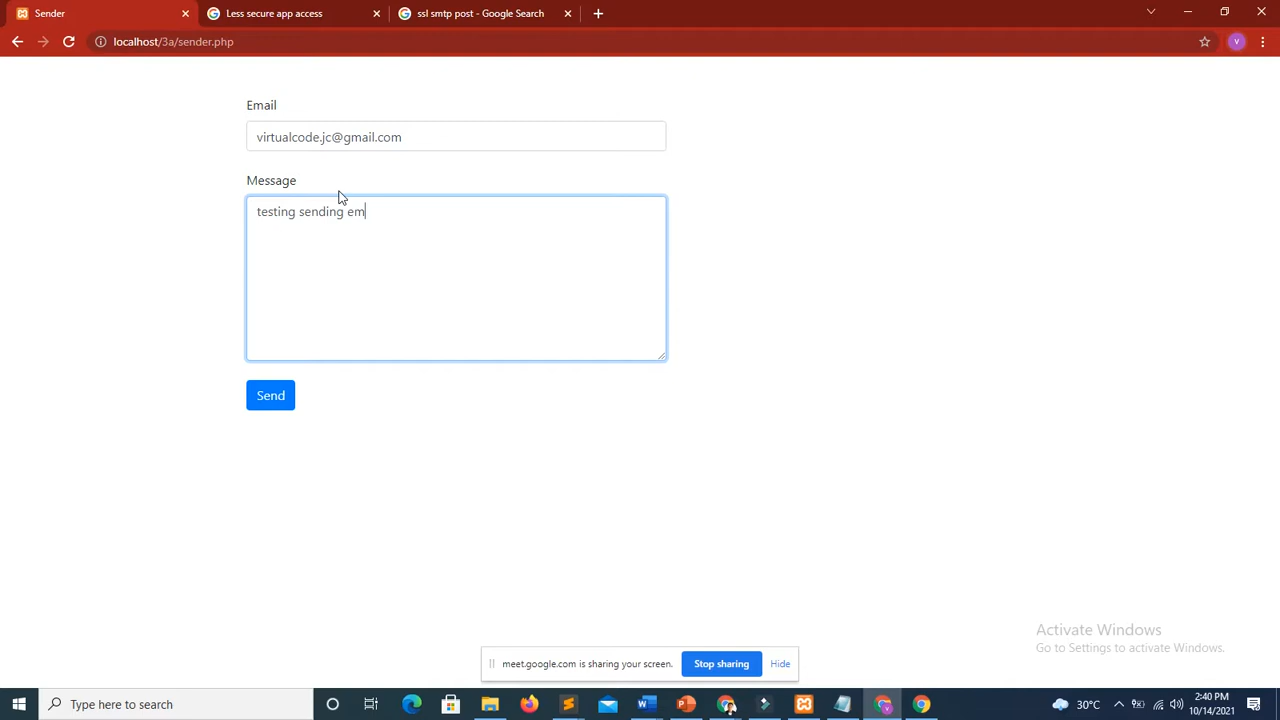 Sender
Less secure app access
ssl smtp post - Google Search
localhost/3a/sender.php
V
Email
virtualcode.jc@gmail.com
Message
testing sending em
Send
Activate Windows
Go to Settings to activate Windows.
meet.google.com is sharing your screen.
Stop sharing
Hide
Type here to search
30°C
2:40 PM
10/14/2021